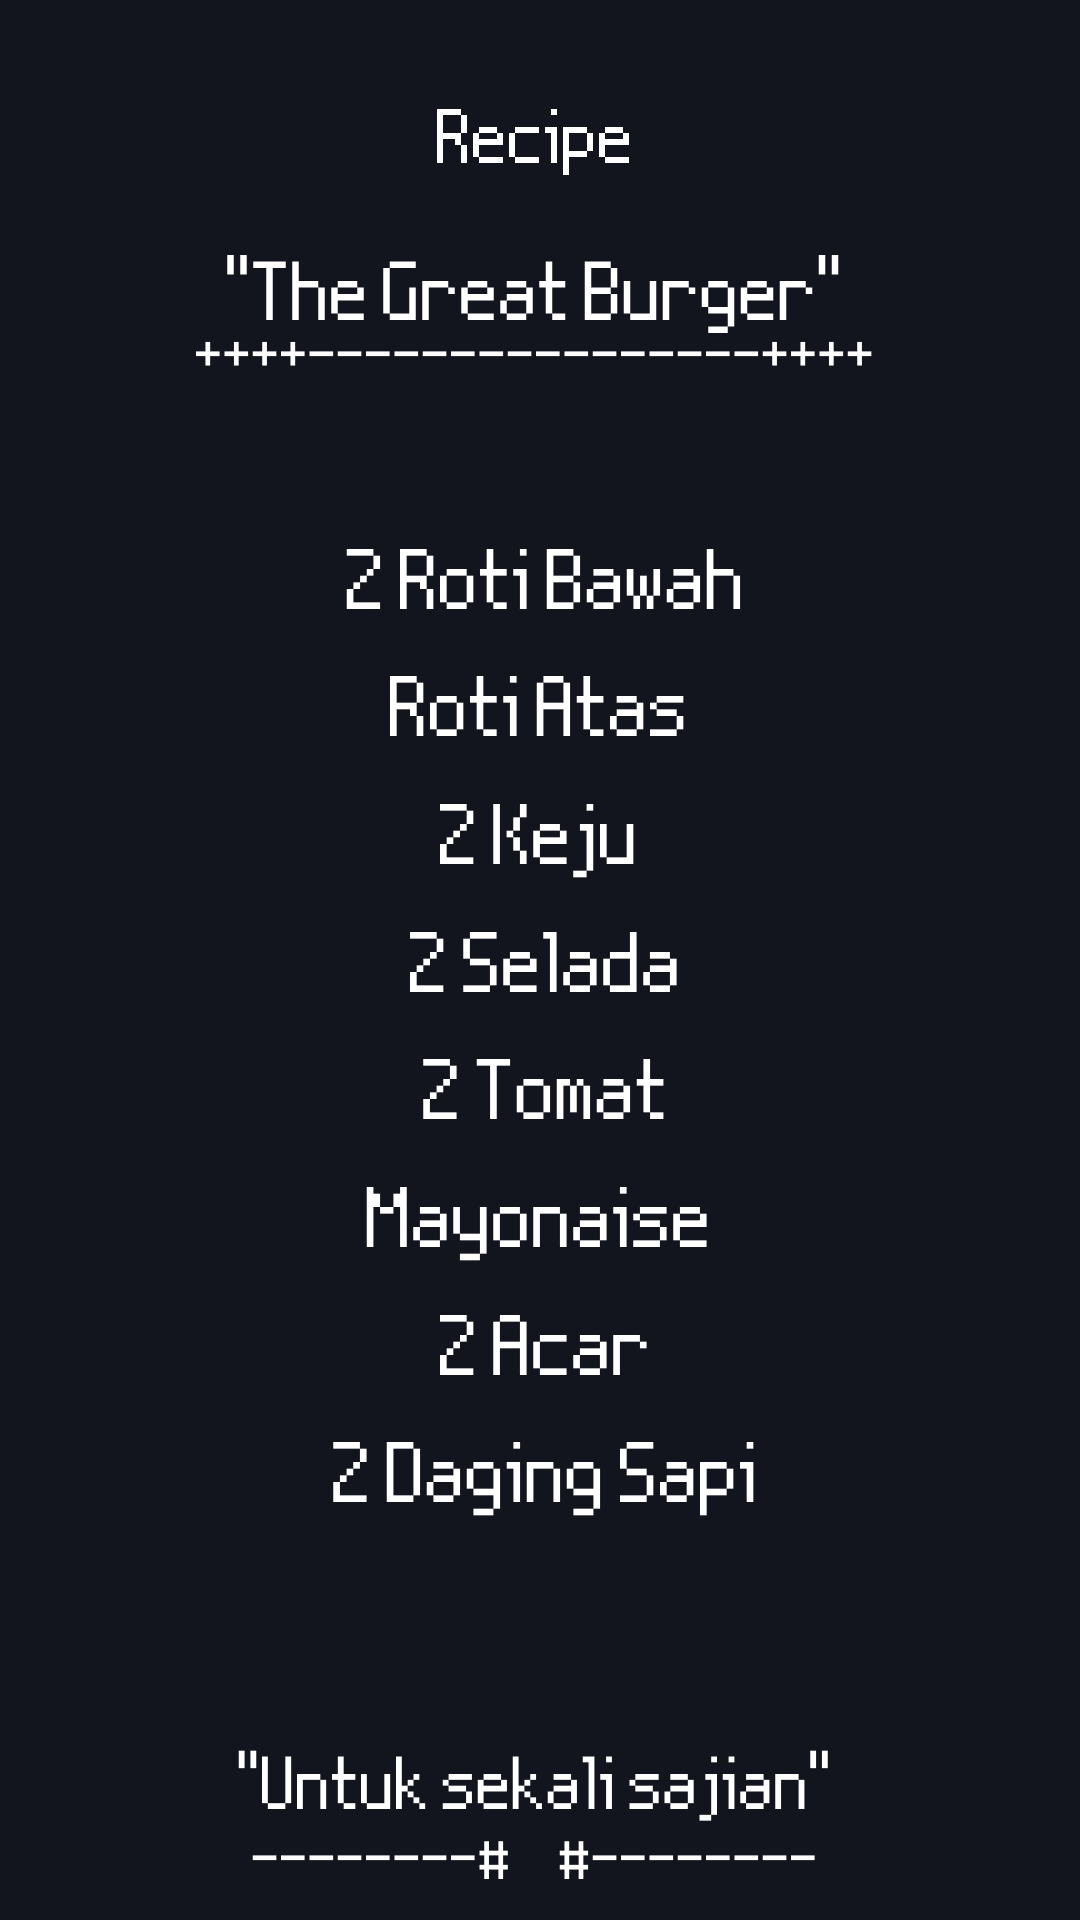 Recipe
"The Great Burger"
++++----------------++++
2 Roti Bawah
Roti Atas
2 Keju
2 Selada
2 Tomat
Mayonaise
2 Acar
2 Daging Sapi
"Untuk sekali sajian"
--------# #--------